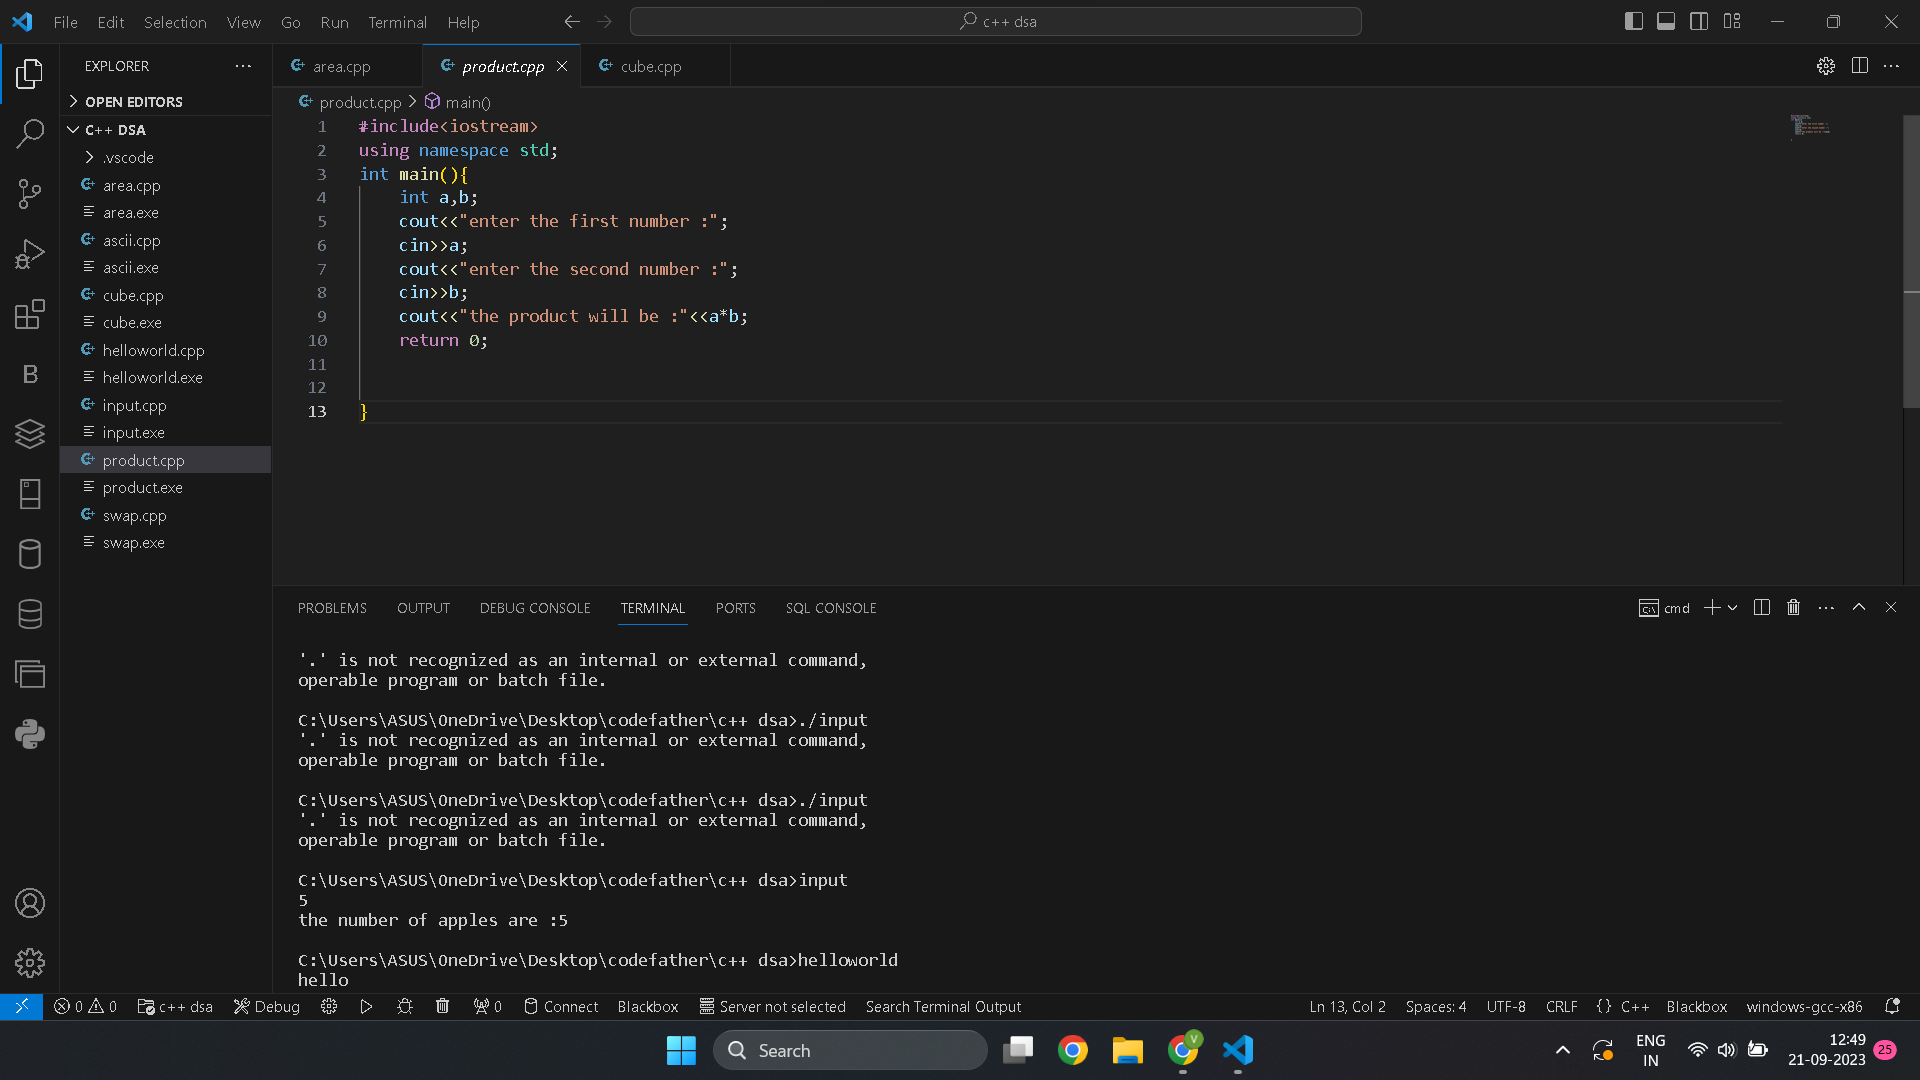 File Edit Selection View Go Run Terminal Help
c++ dsa
EXPLORER
OPEN EDITORS
C++ DSA
.vscode
area.cpp
area.exe
ascii.cpp
ascii.exe
cube.cpp
cube.exe
helloworld.cpp
helloworld.exe
input.cpp
input.exe
product.cpp
product.exe
swap.cpp
swap.exe
B
area.cpp product.cpp cube.cpp
product.cpp main()
1 #include<iostream>
2 using namespace std;
3 int main(){
4 int a,b;
5 cout<<"enter the first number :";
6 cin>>a;
7 cout<<"enter the second number :";
8 cin>>b;
9 cout<<"the product will be :"<<a*b;
10 return 0;
11
12
13 }
PROBLEMS OUTPUT DEBUG CONSOLE TERMINAL PORTS SQL CONSOLE
cmd
'.' is not recognized as an internal or external command,
operable program or batch file.
C:\Users\ASUS\OneDrive\Desktop\codefather\c++ dsa>./input
'.' is not recognized as an internal or external command,
operable program or batch file.
C:\Users\ASUS\OneDrive\Desktop\codefather\c++ dsa>./input
'.' is not recognized as an internal or external command,
operable program or batch file.
C:\Users\ASUS\OneDrive\Desktop\codefather\c++ dsa>input
5
the number of apples are :5
C:\Users\ASUS\OneDrive\Desktop\codefather\c++ dsa>helloworld
hello
0 0 c++ dsa Debug 0 Connect Blackbox Server not selected Search Terminal Output Ln 13, Col 2 Spaces: 4 UTF-8 CRLF {} C++ Blackbox windows-gcc-x86
Search
V
ENG
IN
12:49
21-09-2023
25